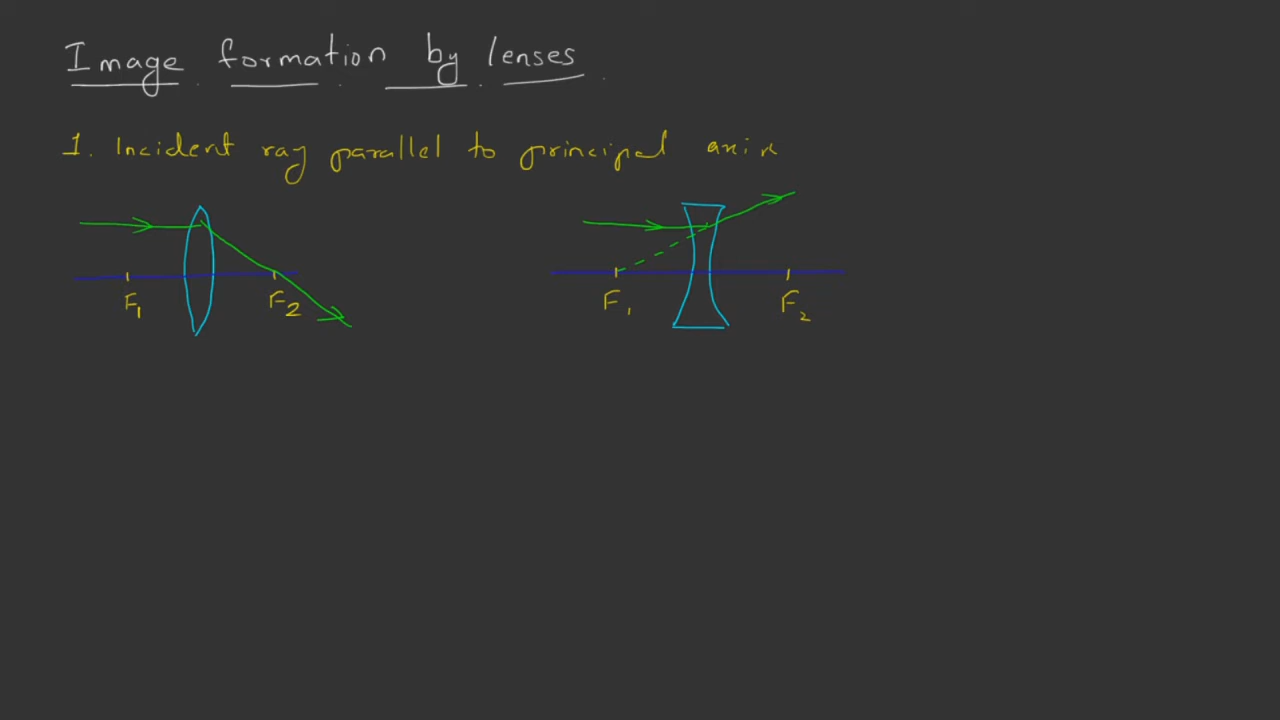 Image formation by lenses
1. Incident ray parallel to principal axis
F1 F2 F1 F2